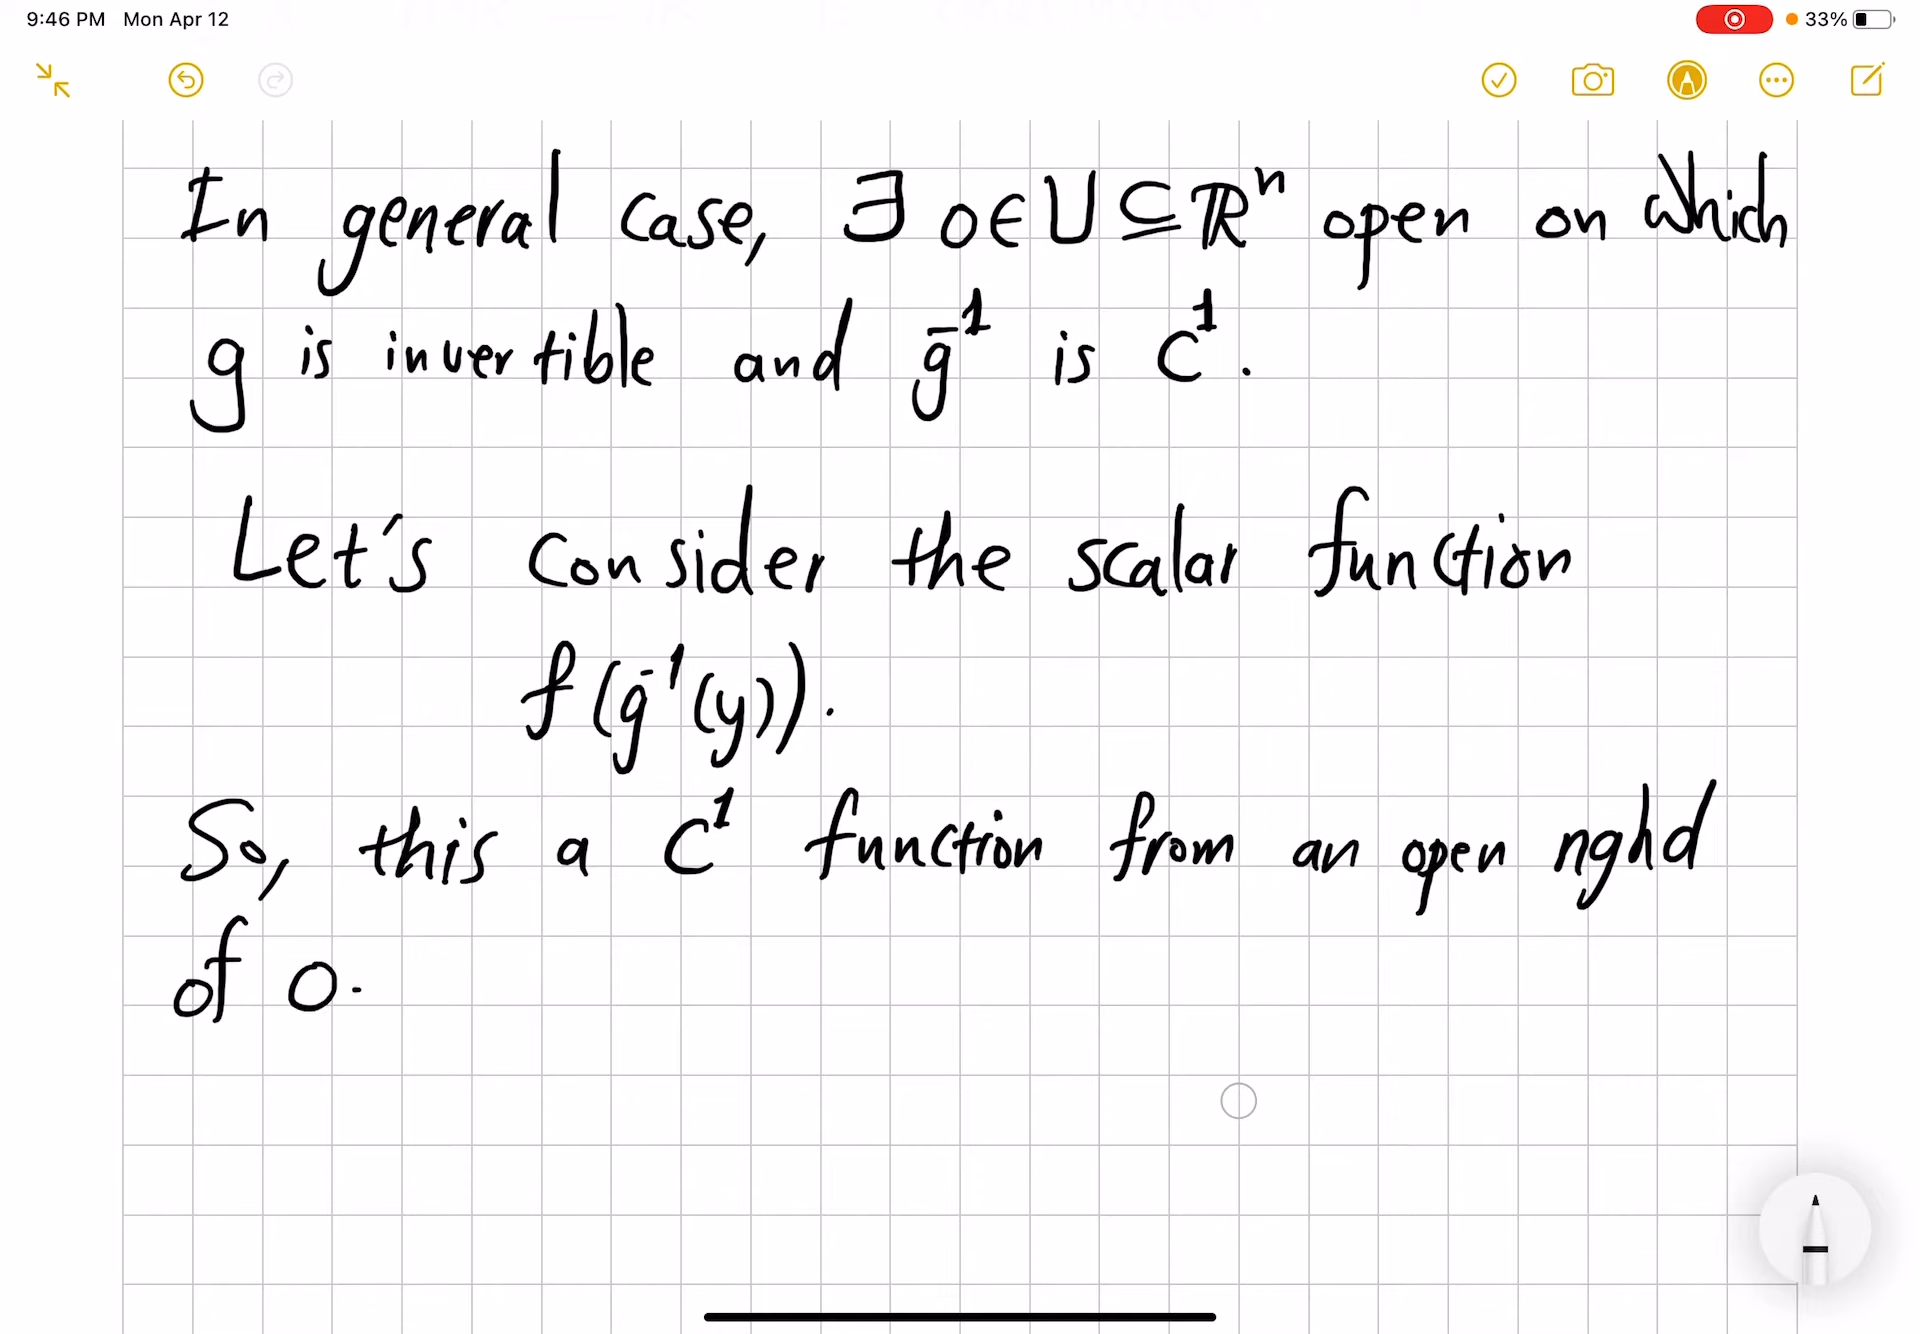 9:46 PM Mon Apr 12 33%
In general case, ∃ 0∈U⊆ℝⁿ open on which
g is invertible and g⁻¹ is C¹.
Let's consider the scalar function
f(g⁻¹(y)).
So, this a C¹ function from an open nghd
of 0.